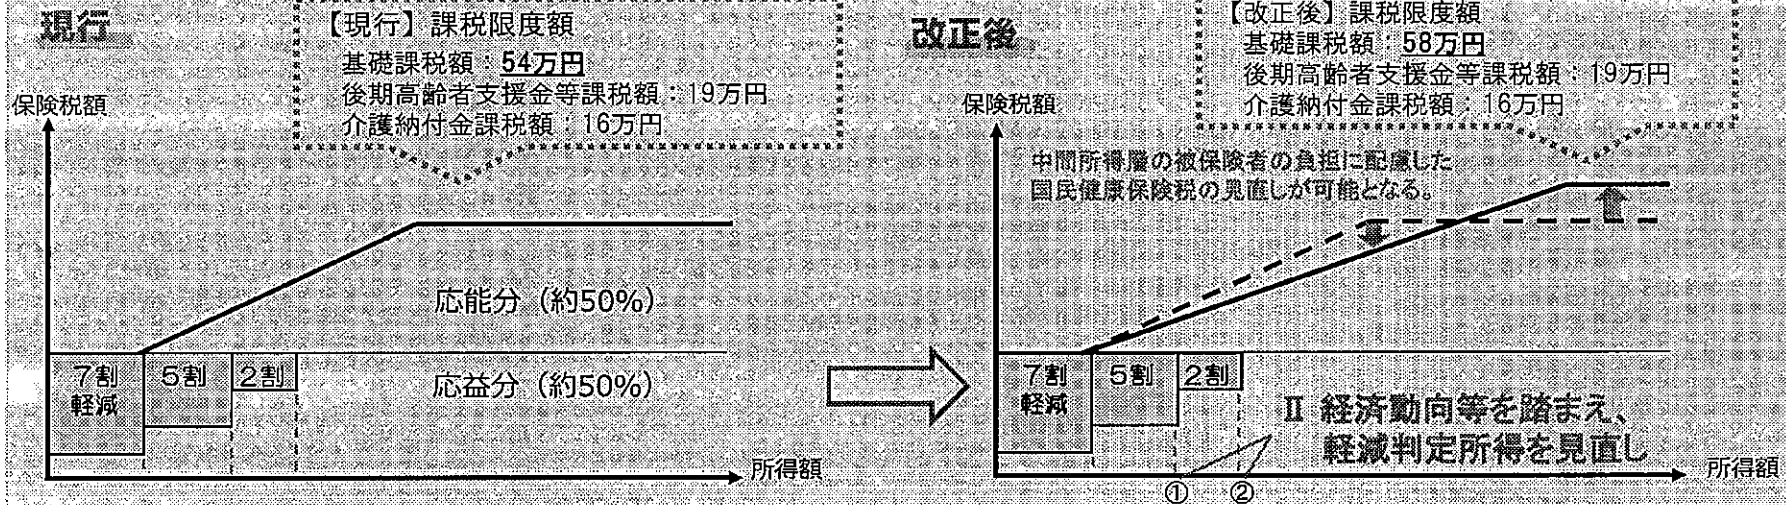 現行
【現行】課税限度額
基礎課税額：54万円
後期高齢者支援金等課税額：19万円
介護納付金課税額：16万円
保険税額
応能分（約50%）
7割
軽減
5割
2割
応益分（約50%）
所得額
改正後
【改正後】課税限度額
基礎課税額：58万円
後期高齢者支援金等課税額：19万円
介護納付金課税額：16万円
保険税額
中間所得層の被保険者の負担に配慮した
国民健康保険税の見直しが可能となる。
7割
軽減
5割
2割
Ⅱ 経済動向等を踏まえ、
軽減判定所得を見直し
所得額
①
②